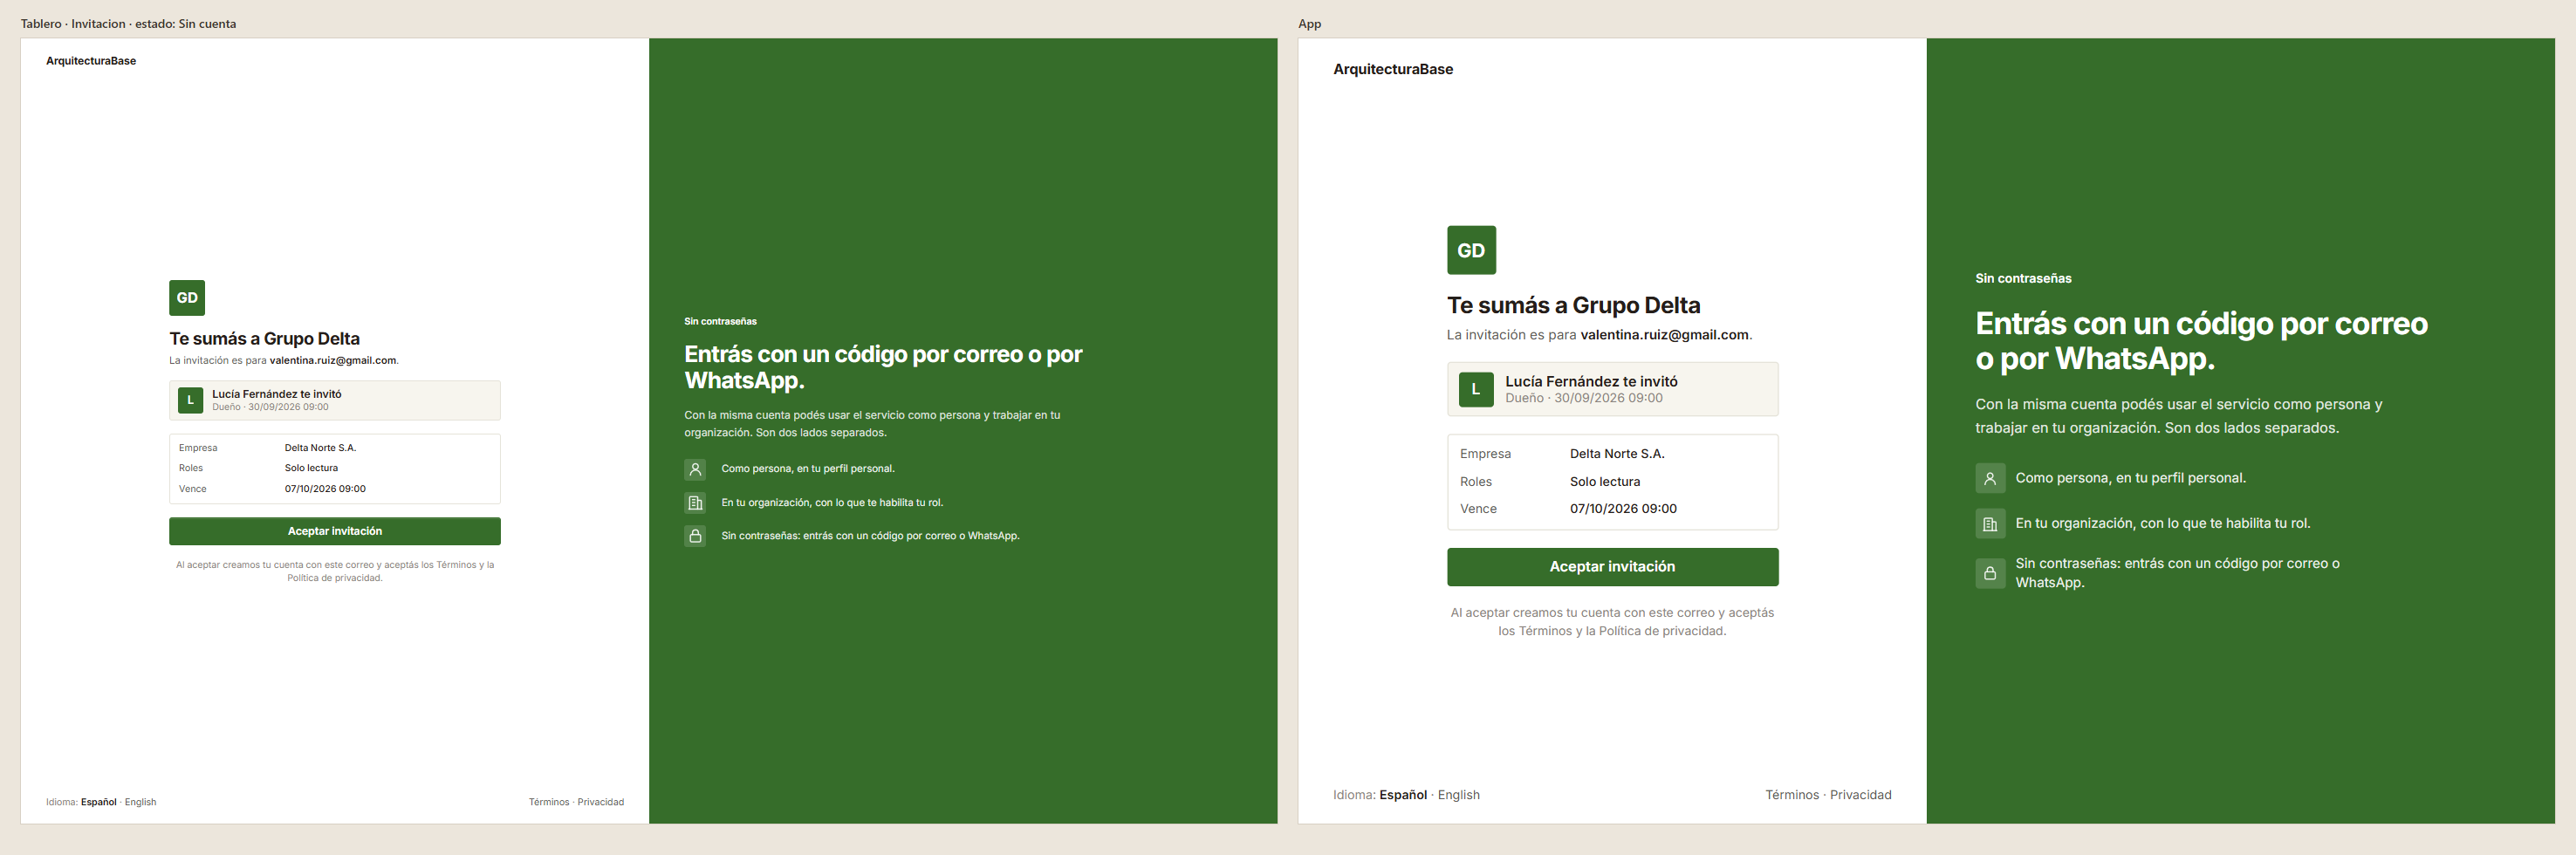 Tablero · Invitacion · estado: Sin cuenta
ArquitecturaBase
GD
Te sumás a Grupo Delta
La invitación es para valentina.ruiz@gmail.com.
L
Lucía Fernández te invitó
Dueño · 30/09/2026 09:00
Empresa Delta Norte S.A.
Roles Solo lectura
Vence 07/10/2026 09:00
Aceptar invitación
Al aceptar creamos tu cuenta con este correo y aceptás los Términos y la
Política de privacidad.
Idioma: Español · English
Términos · Privacidad
Sin contraseñas
Entrás con un código por correo o por
WhatsApp.
Con la misma cuenta podés usar el servicio como persona y trabajar en tu
organización. Son dos lados separados.
Como persona, en tu perfil personal.
En tu organización, con lo que te habilita tu rol.
Sin contraseñas: entrás con un código por correo o WhatsApp.
App
ArquitecturaBase
GD
Te sumás a Grupo Delta
La invitación es para valentina.ruiz@gmail.com.
L
Lucía Fernández te invitó
Dueño · 30/09/2026 09:00
Empresa Delta Norte S.A.
Roles Solo lectura
Vence 07/10/2026 09:00
Aceptar invitación
Al aceptar creamos tu cuenta con este correo y aceptás
los Términos y la Política de privacidad.
Idioma: Español · English
Términos · Privacidad
Sin contraseñas
Entrás con un código por correo
o por WhatsApp.
Con la misma cuenta podés usar el servicio como persona y
trabajar en tu organización. Son dos lados separados.
Como persona, en tu perfil personal.
En tu organización, con lo que te habilita tu rol.
Sin contraseñas: entrás con un código por correo o
WhatsApp.